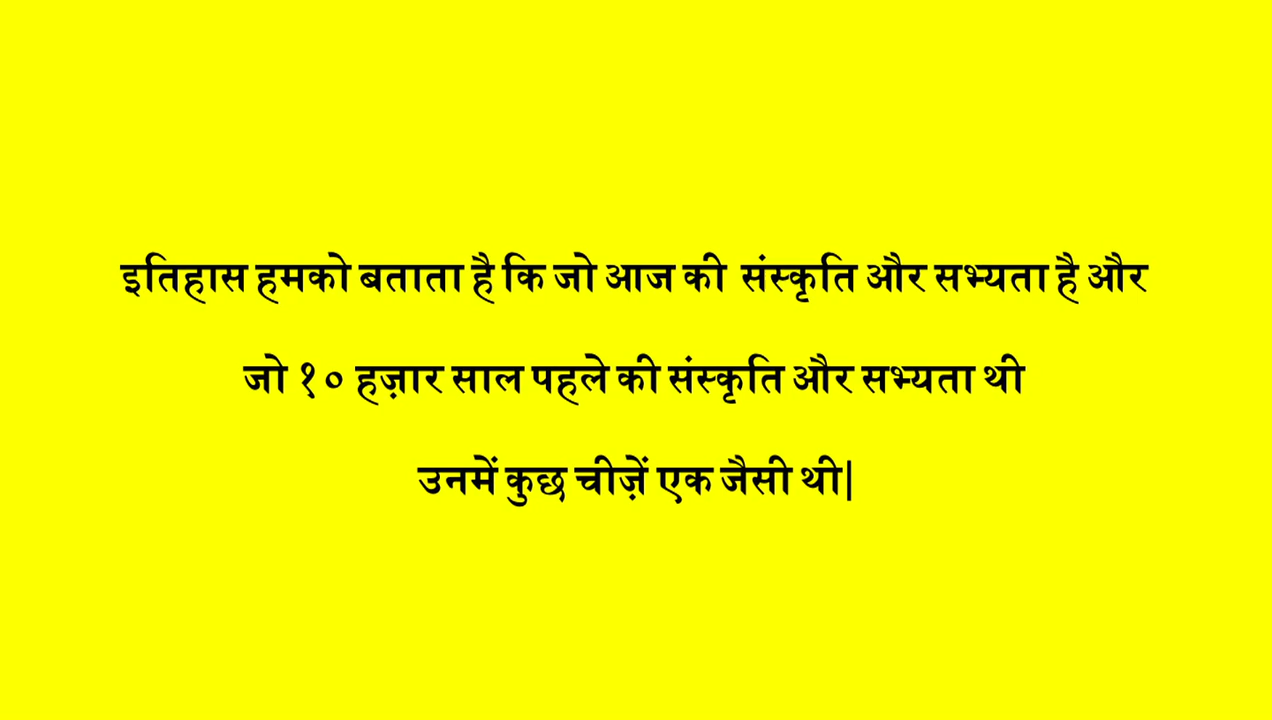 इतिहास हमको बताता है कि जो आज की संस्कृति और सभ्यता है और
जो १० हज़ार साल पहले की संस्कृति और सभ्यता थी
उनमें कुछ चीज़ें एक जैसी थी|